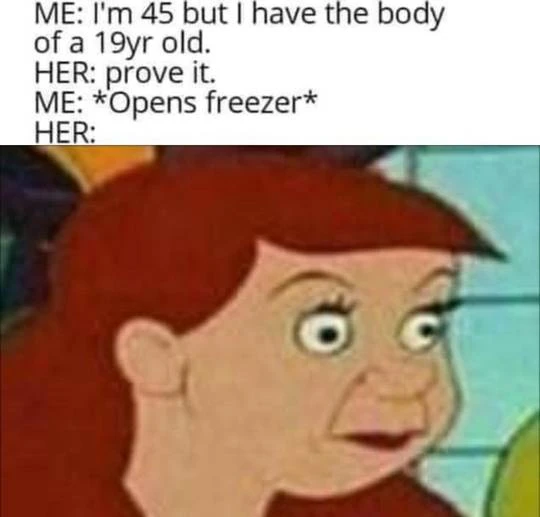 ME: I'm 45 but I have the body
of a 19yr old.
HER: prove it.
ME: *Opens freezer*
HER: